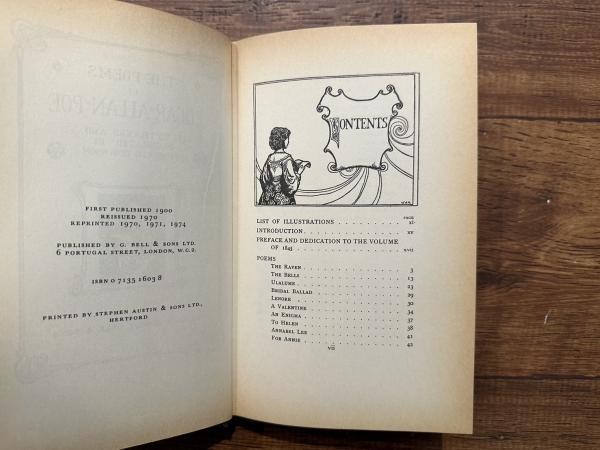 FIRST PUBLISHED 1900
REISSUED 1970
REPRINTED 1970, 1971, 1974
PUBLISHED BY G. BELL & SONS LTD.
6 PORTUGAL STREET, LONDON, W.C.2.
ISBN 0 7135 1603 8
PRINTED BY STEPHEN AUSTIN & SONS LTD.,
HERTFORD
CONTENTS
PAGE
LIST OF ILLUSTRATIONS . . . . . . . . . . xi
INTRODUCTION . . . . . . . . . . xv
PREFACE AND DEDICATION TO THE VOLUME
OF 1845 . . . . . . . . . . xvii
POEMS
THE RAVEN . . . . . . . . . . 3
THE BELLS . . . . . . . . . . 13
ULALUME . . . . . . . . . . 23
BRIDAL BALLAD . . . . . . . . . . 29
LENORE . . . . . . . . . . 30
A VALENTINE . . . . . . . . . . 34
AN ENIGMA . . . . . . . . . . 37
TO HELEN . . . . . . . . . . 38
ANNABEL LEE . . . . . . . . . . 41
FOR ANNIE . . . . . . . . . . 42
vii